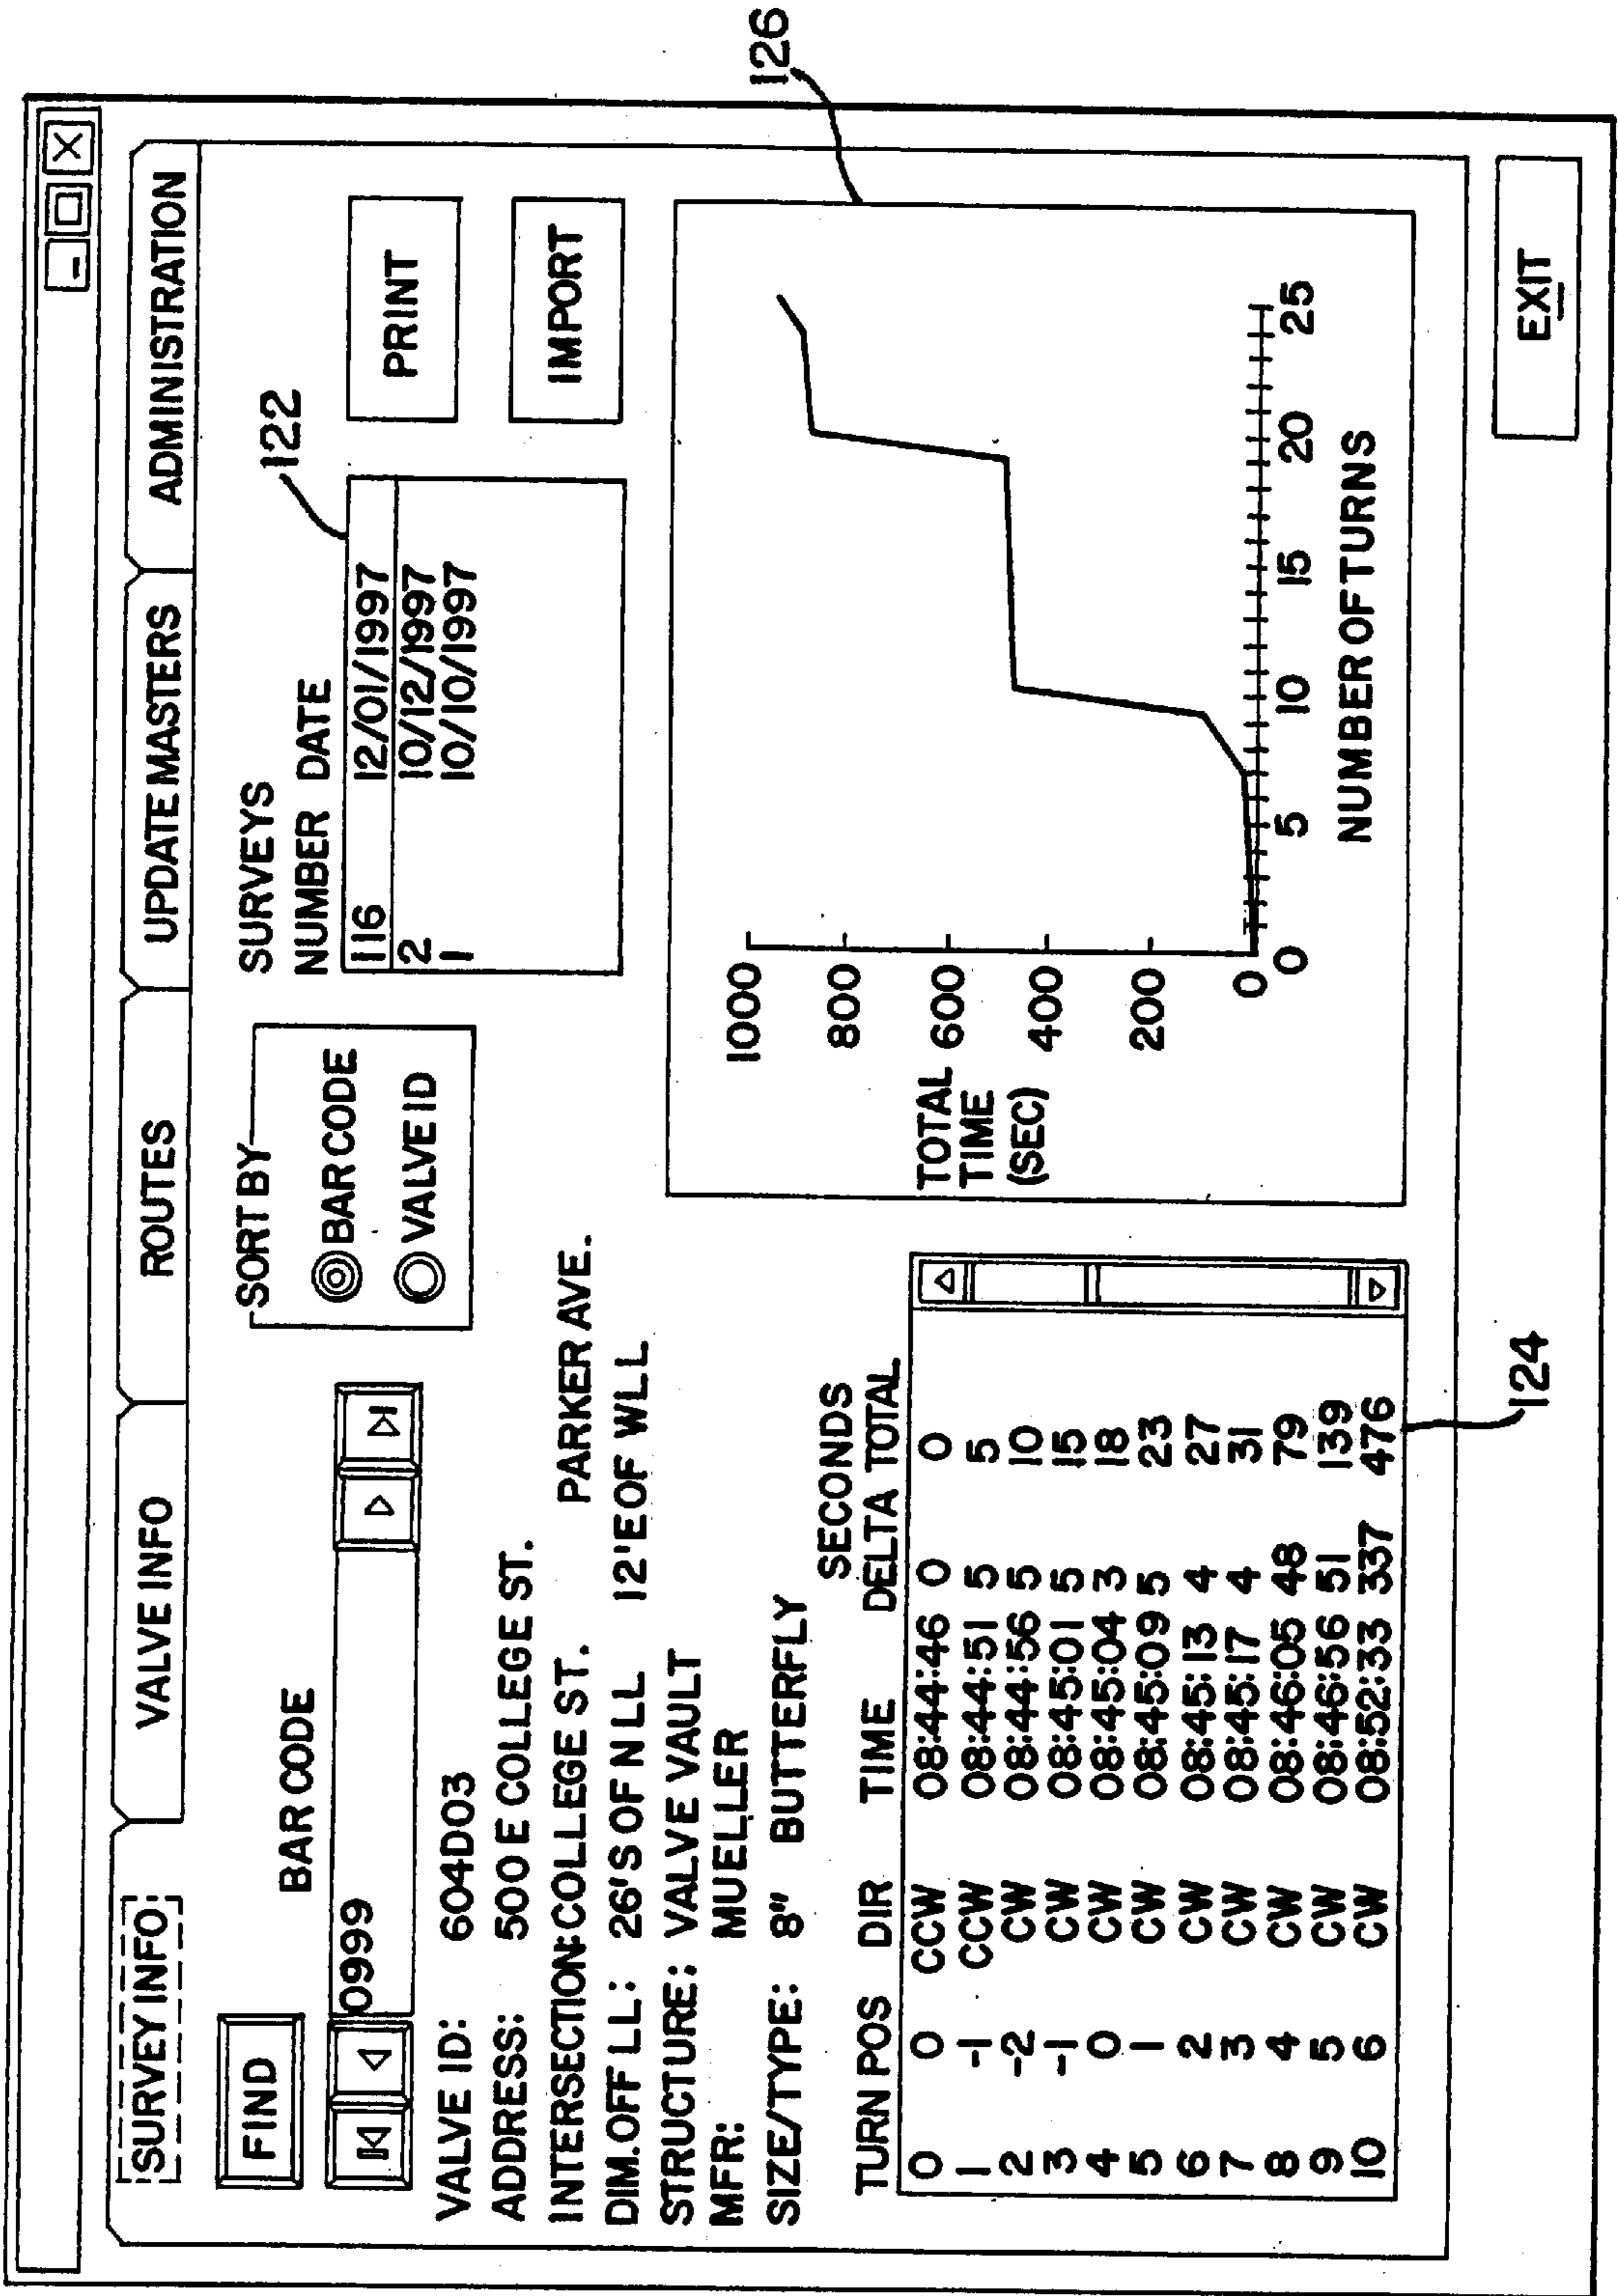 SURVEY INFO
VALVE INFO
ROUTES
UPDATE MASTERS
ADMINISTRATION
FIND
BAR CODE
0999
SORT BY
BAR CODE
VALVE ID
SURVEYS
NUMBER DATE
116 12/01/1997
2 10/12/1997
1 10/10/1997
122
PRINT
IMPORT
VALVE ID: 604D03
ADDRESS: 500 E COLLEGE ST.
INTERSECTION: COLLEGE ST. PARKER AVE.
DIM. OFF LL: 26'S OF N LL 12'E OF W LL
STRUCTURE: VALVE VAULT
MFR: MUELLER
SIZE/TYPE: 8" BUTTERFLY
SECONDS
TURN POS DIR TIME DELTA TOTAL
0 0 CCW 08:44:46 0 0
1 -1 CCW 08:44:51 5 5
2 -2 CW 08:44:56 5 10
3 -1 CW 08:45:01 5 15
4 0 CW 08:45:04 3 18
5 1 CW 08:45:09 5 23
6 2 CW 08:45:13 4 27
7 3 CW 08:45:17 4 31
8 4 CW 08:46:05 48 79
9 5 CW 08:46:56 51 139
10 6 CW 08:52:33 337 476
124
126
TOTAL
TIME
(SEC)
1000
800
600
400
200
0
0 5 10 15 20 25
NUMBER OF TURNS
EXIT